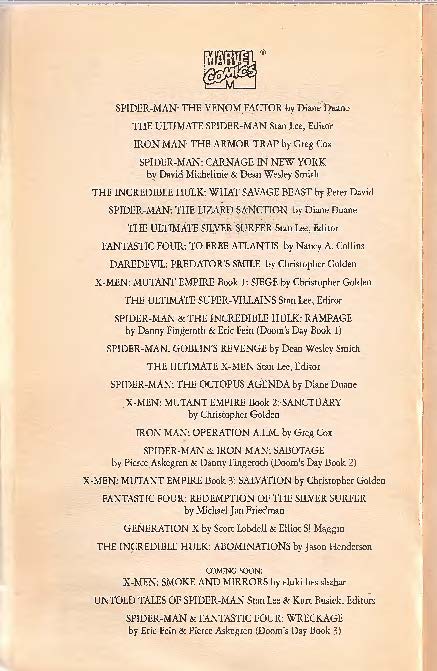 MARVEL
COMICS
M
®
SPIDER-MAN: THE VENOM FACTOR by Diane Duane
THE ULTIMATE SPIDER-MAN Stan Lee, Editor
IRON MAN: THE ARMOR TRAP by Greg Cox
SPIDER-MAN: CARNAGE IN NEW YORK
by David Michelinie & Dean Wesley Smith
THE INCREDIBLE HULK: WHAT SAVAGE BEAST by Peter David
SPIDER-MAN: THE LIZARD SANCTION by Diane Duane
THE ULTIMATE SILVER SURFER Stan Lee, Editor
FANTASTIC FOUR: TO FREE ATLANTIS by Nancy A. Collins
DAREDEVIL: PREDATOR'S SMILE by Christopher Golden
X-MEN: MUTANT EMPIRE Book 1: SIEGE by Christopher Golden
THE ULTIMATE SUPER-VILLAINS Stan Lee, Editor
SPIDER-MAN & THE INCREDIBLE HULK: RAMPAGE
by Danny Fingeroth & Eric Fein (Doom's Day Book 1)
SPIDER-MAN: GOBLIN'S REVENGE by Dean Wesley Smith
THE ULTIMATE X-MEN Stan Lee, Editor
SPIDER-MAN: THE OCTOPUS AGENDA by Diane Duane
X-MEN: MUTANT EMPIRE Book 2: SANCTUARY
by Christopher Golden
IRON MAN: OPERATION A.I.M. by Greg Cox
SPIDER-MAN & IRON MAN: SABOTAGE
by Pierce Askegren & Danny Fingeroth (Doom's Day Book 2)
X-MEN: MUTANT EMPIRE Book 3: SALVATION by Christopher Golden
FANTASTIC FOUR: REDEMPTION OF THE SILVER SURFER
by Michael Jan Friedman
GENERATION X by Scott Lobdell & Elliot S! Maggin
THE INCREDIBLE HULK: ABOMINATIONS by Jason Henderson
COMING SOON:
X-MEN: SMOKE AND MIRRORS by eluki bes shahar
UNTOLD TALES OF SPIDER-MAN Stan Lee & Kurt Busiek, Editors
SPIDER-MAN & FANTASTIC FOUR: WRECKAGE
by Eric Fein & Pierce Askegren (Doom's Day Book 3)